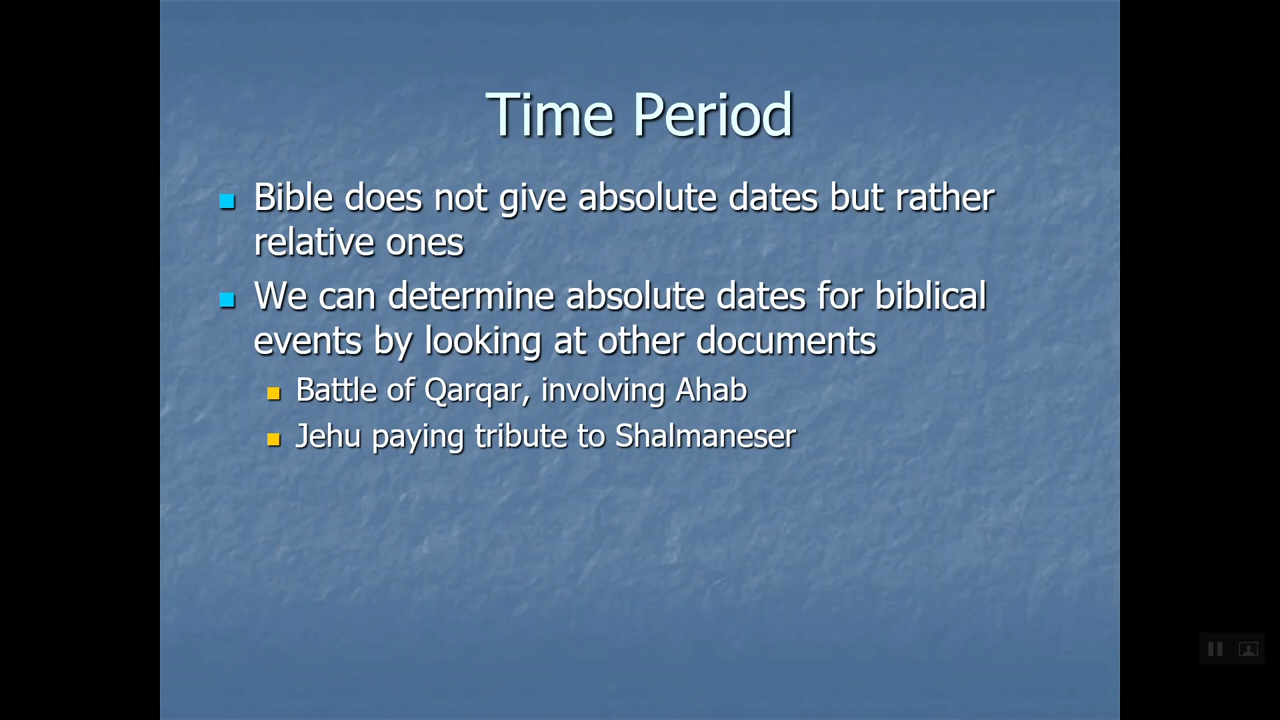 Time Period
Bible does not give absolute dates but rather
relative ones
We can determine absolute dates for biblical
events by looking at other documents
Battle of Qarqar, involving Ahab
Jehu paying tribute to Shalmaneser